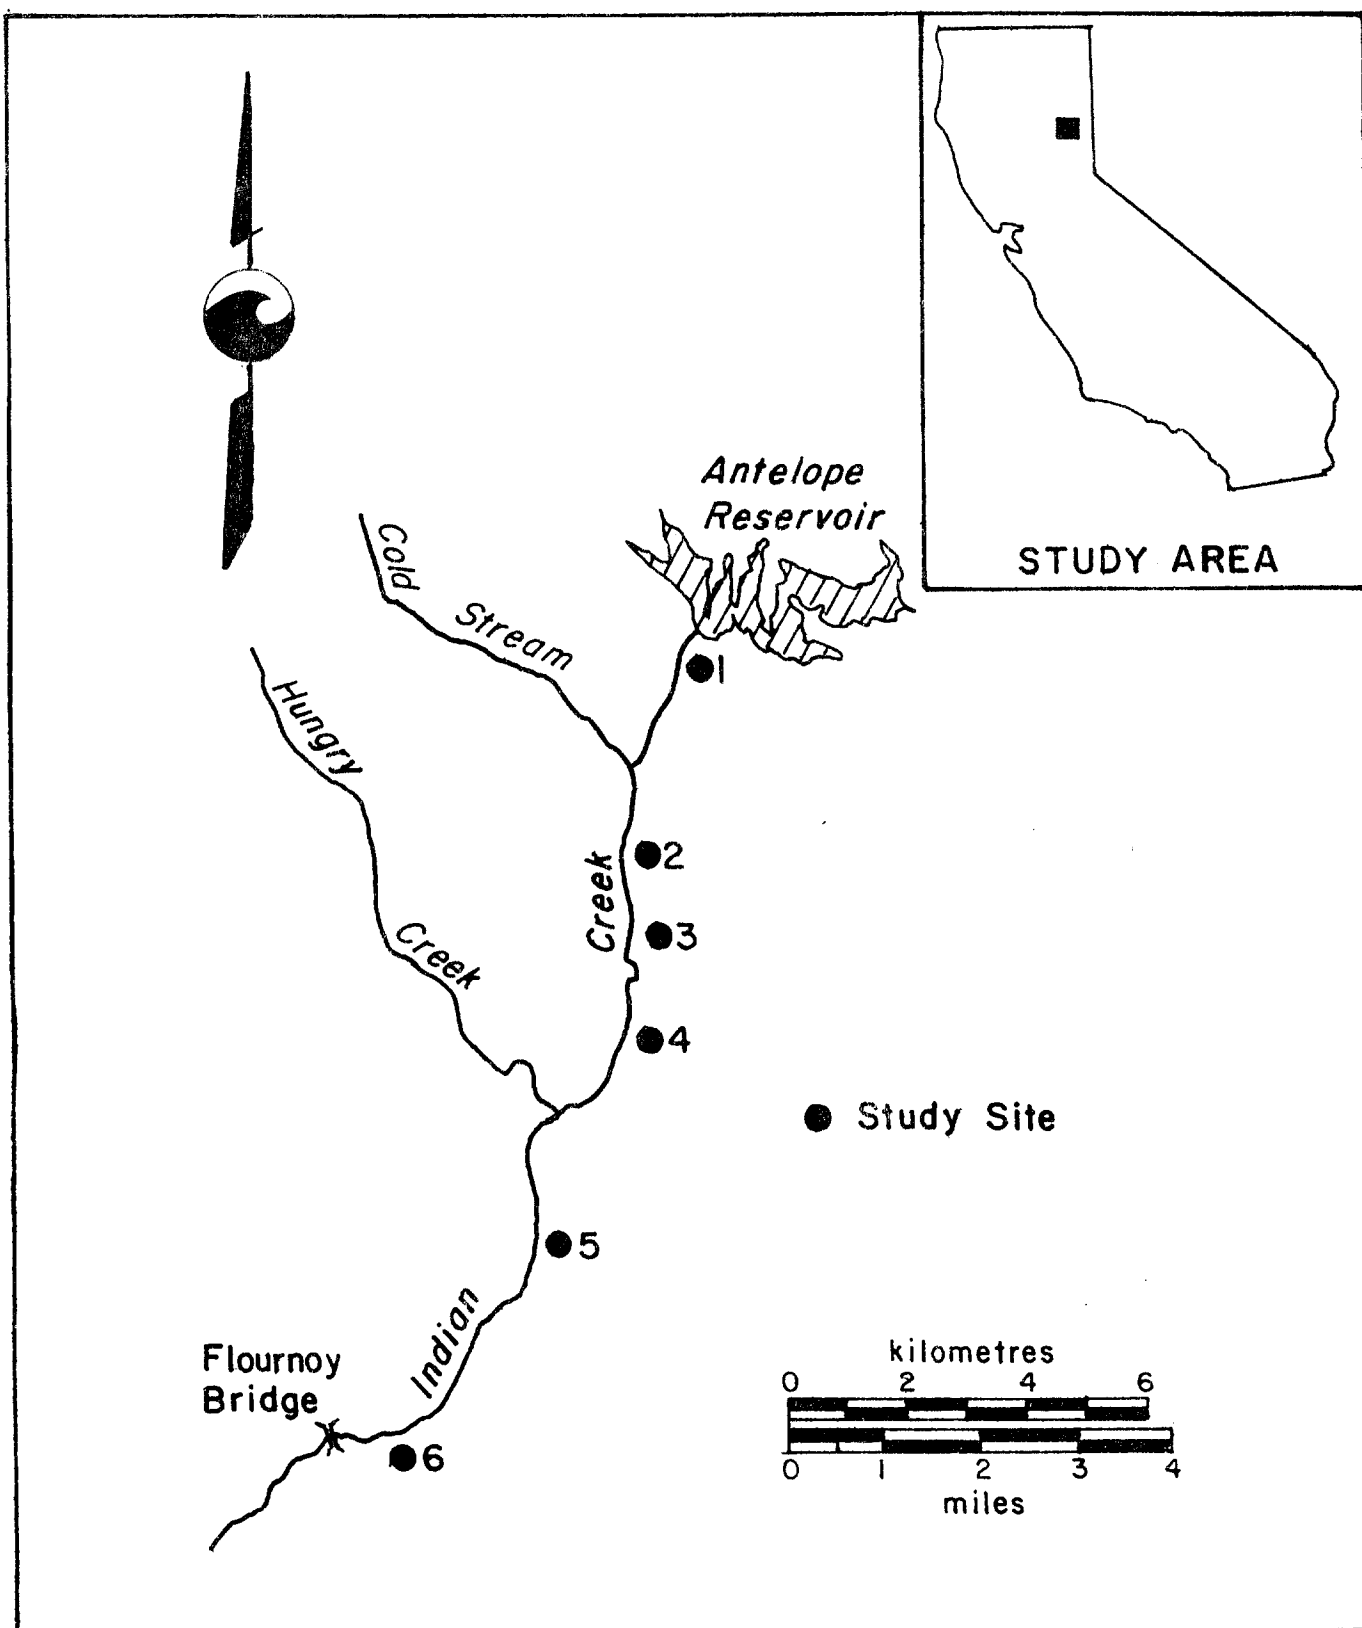 STUDY AREA
Antelope
Reservoir
Cold
Stream
Hungry
Creek
1
2
Creek
3
4
Study Site
5
Indian
Flournoy
Bridge
6
kilometres
0 2 4 6
0 1 2 3 4
miles